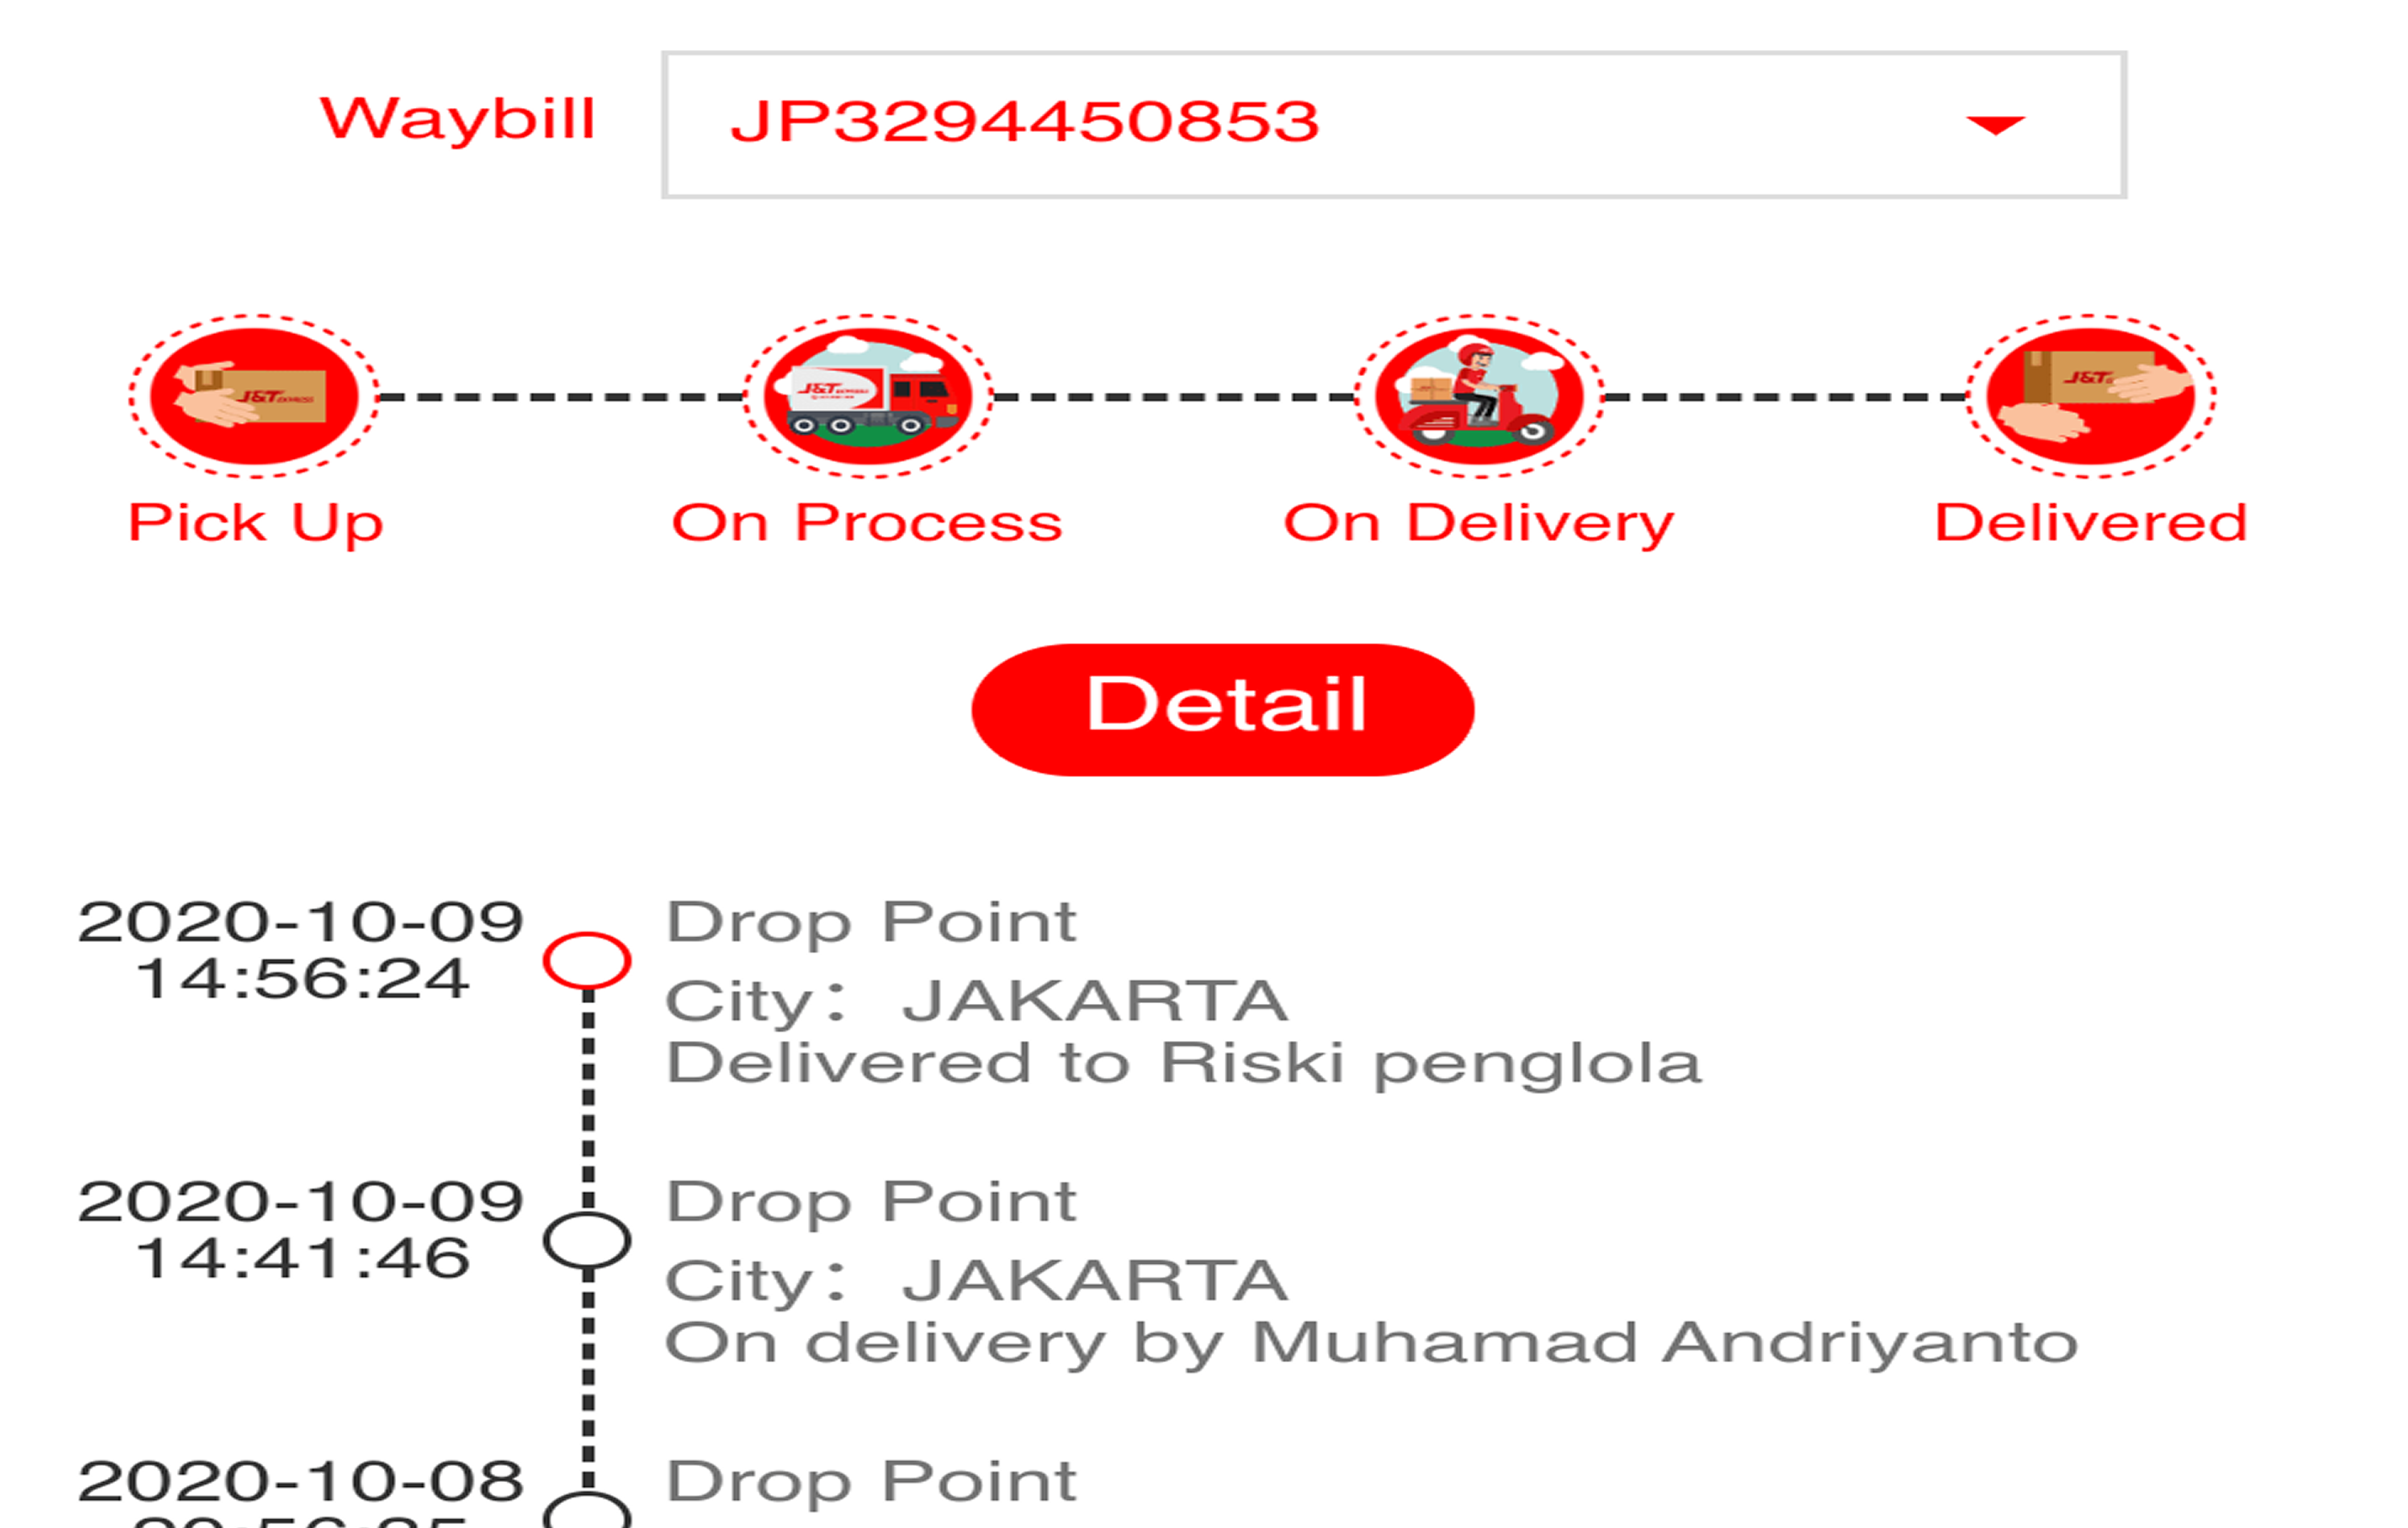 Waybill
JP3294450853
J&T EXPRESS
J&T EXPRESS
J&T
Pick Up
On Process
On Delivery
Delivered
Detail
2020-10-09
14:56:24
Drop Point
City： JAKARTA
Delivered to Riski penglola
2020-10-09
14:41:46
Drop Point
City： JAKARTA
On delivery by Muhamad Andriyanto
2020-10-08
Drop Point